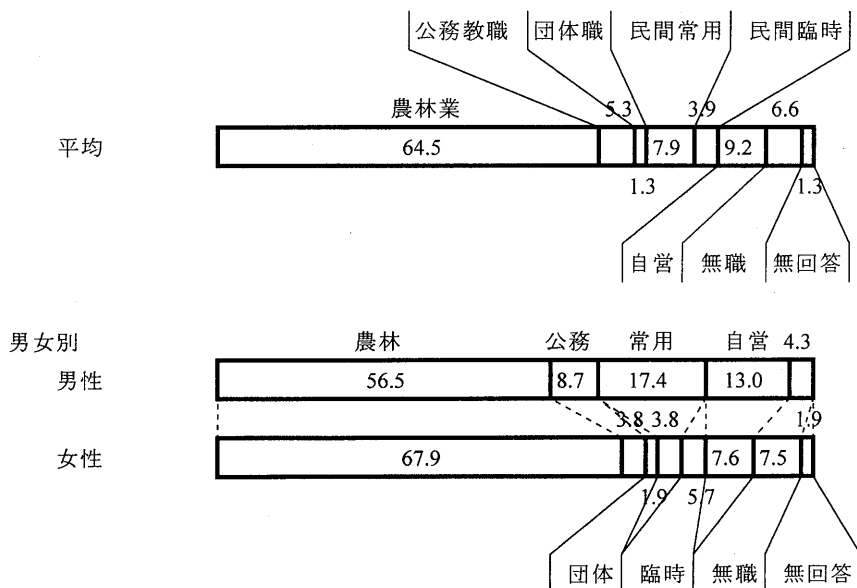 公務教職 団体職 民間常用 民間臨時
農林業 5.3 3.9 6.6
平均 64.5 7.9 9.2
1.3 1.3
自営 無職 無回答
男女別 農林 公務 常用 自営 4.3
男性 56.5 8.7 17.4 13.0
3.8 3.8 1.9
女性 67.9 7.6 7.5
1.9 5.7
団体 臨時 無職 無回答